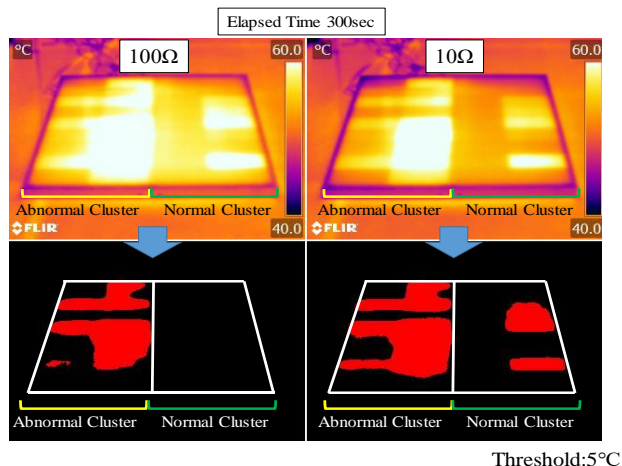 Elapsed Time 300sec
°C
100Ω
60.0
°C
10Ω
60.0
Abnormal Cluster
Normal Cluster
Abnormal Cluster
Normal Cluster
FLIR
40.0
FLIR
40.0
Abnormal Cluster
Normal Cluster
Abnormal Cluster
Normal Cluster
Threshold:5°C